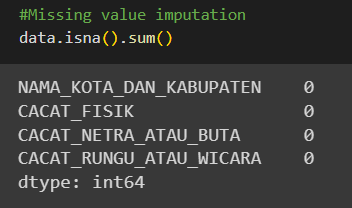 #Missing value imputation
data.isna().sum()
NAMA_KOTA_DAN_KABUPATEN 0
CACAT_FISIK 0
CACAT_NETRA_ATAU_BUTA 0
CACAT_RUNGU_ATAU_WICARA 0
dtype: int64